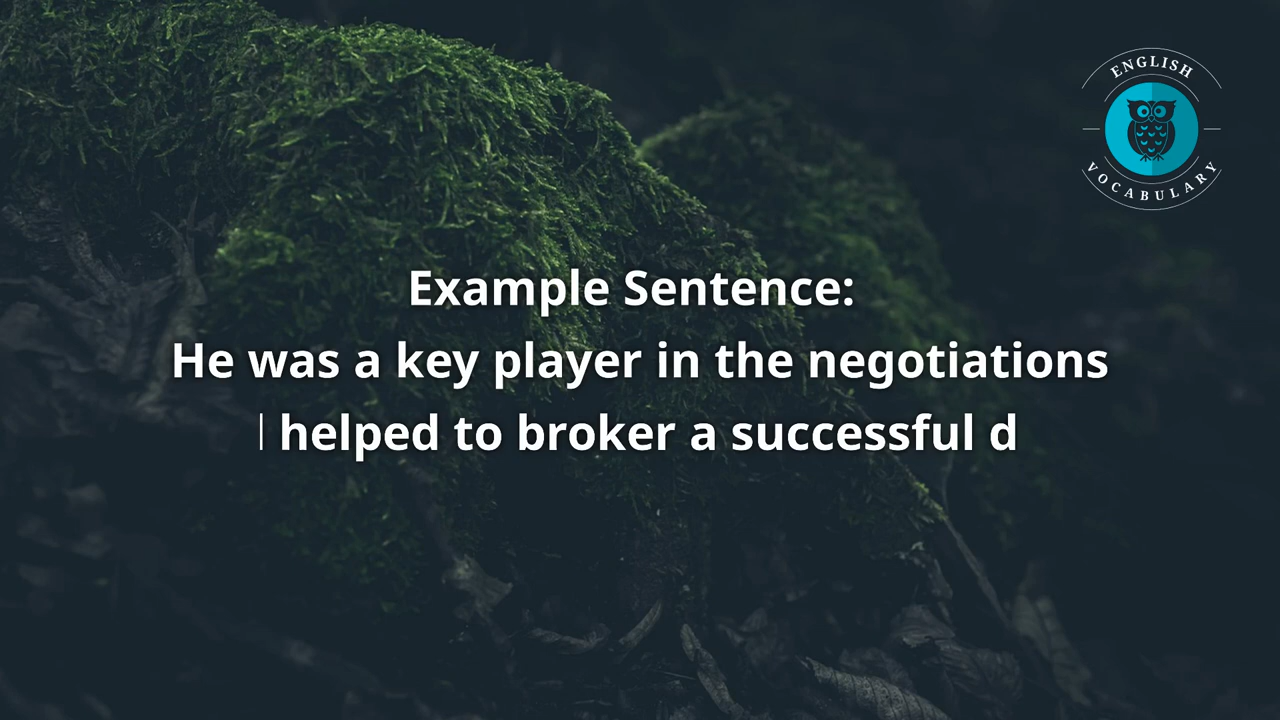 ENGLISH
VOCABULARY
Example Sentence:
He was a key player in the negotiations
helped to broker a successful d